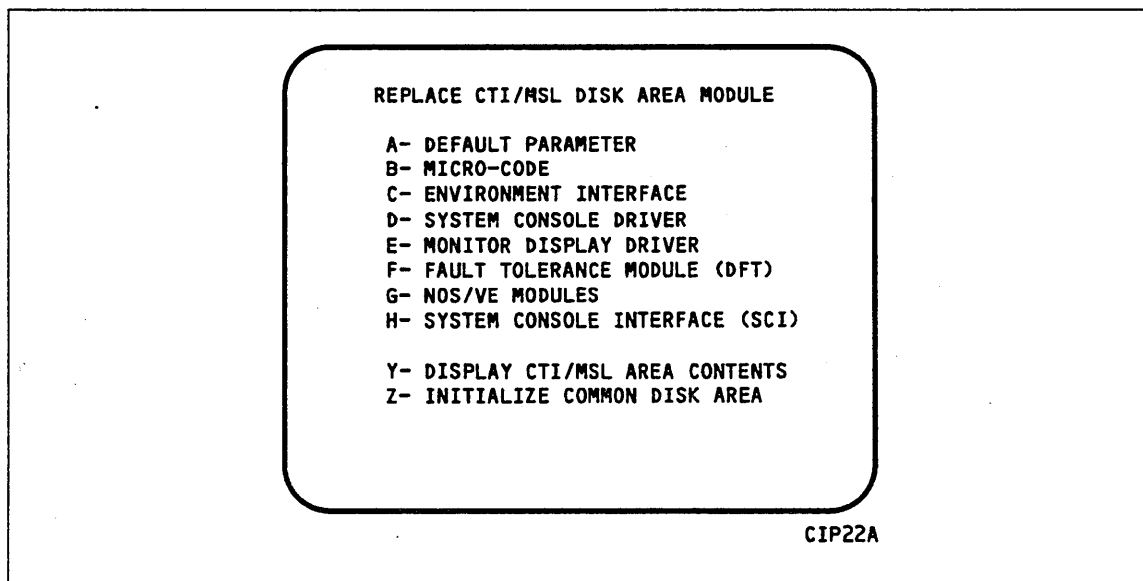 REPLACE CTI/MSL DISK AREA MODULE
A- DEFAULT PARAMETER
B- MICRO-CODE
C- ENVIRONMENT INTERFACE
D- SYSTEM CONSOLE DRIVER
E- MONITOR DISPLAY DRIVER
F- FAULT TOLERANCE MODULE (DFT)
G- NOS/VE MODULES
H- SYSTEM CONSOLE INTERFACE (SCI)
Y- DISPLAY CTI/MSL AREA CONTENTS
Z- INITIALIZE COMMON DISK AREA
CIP22A